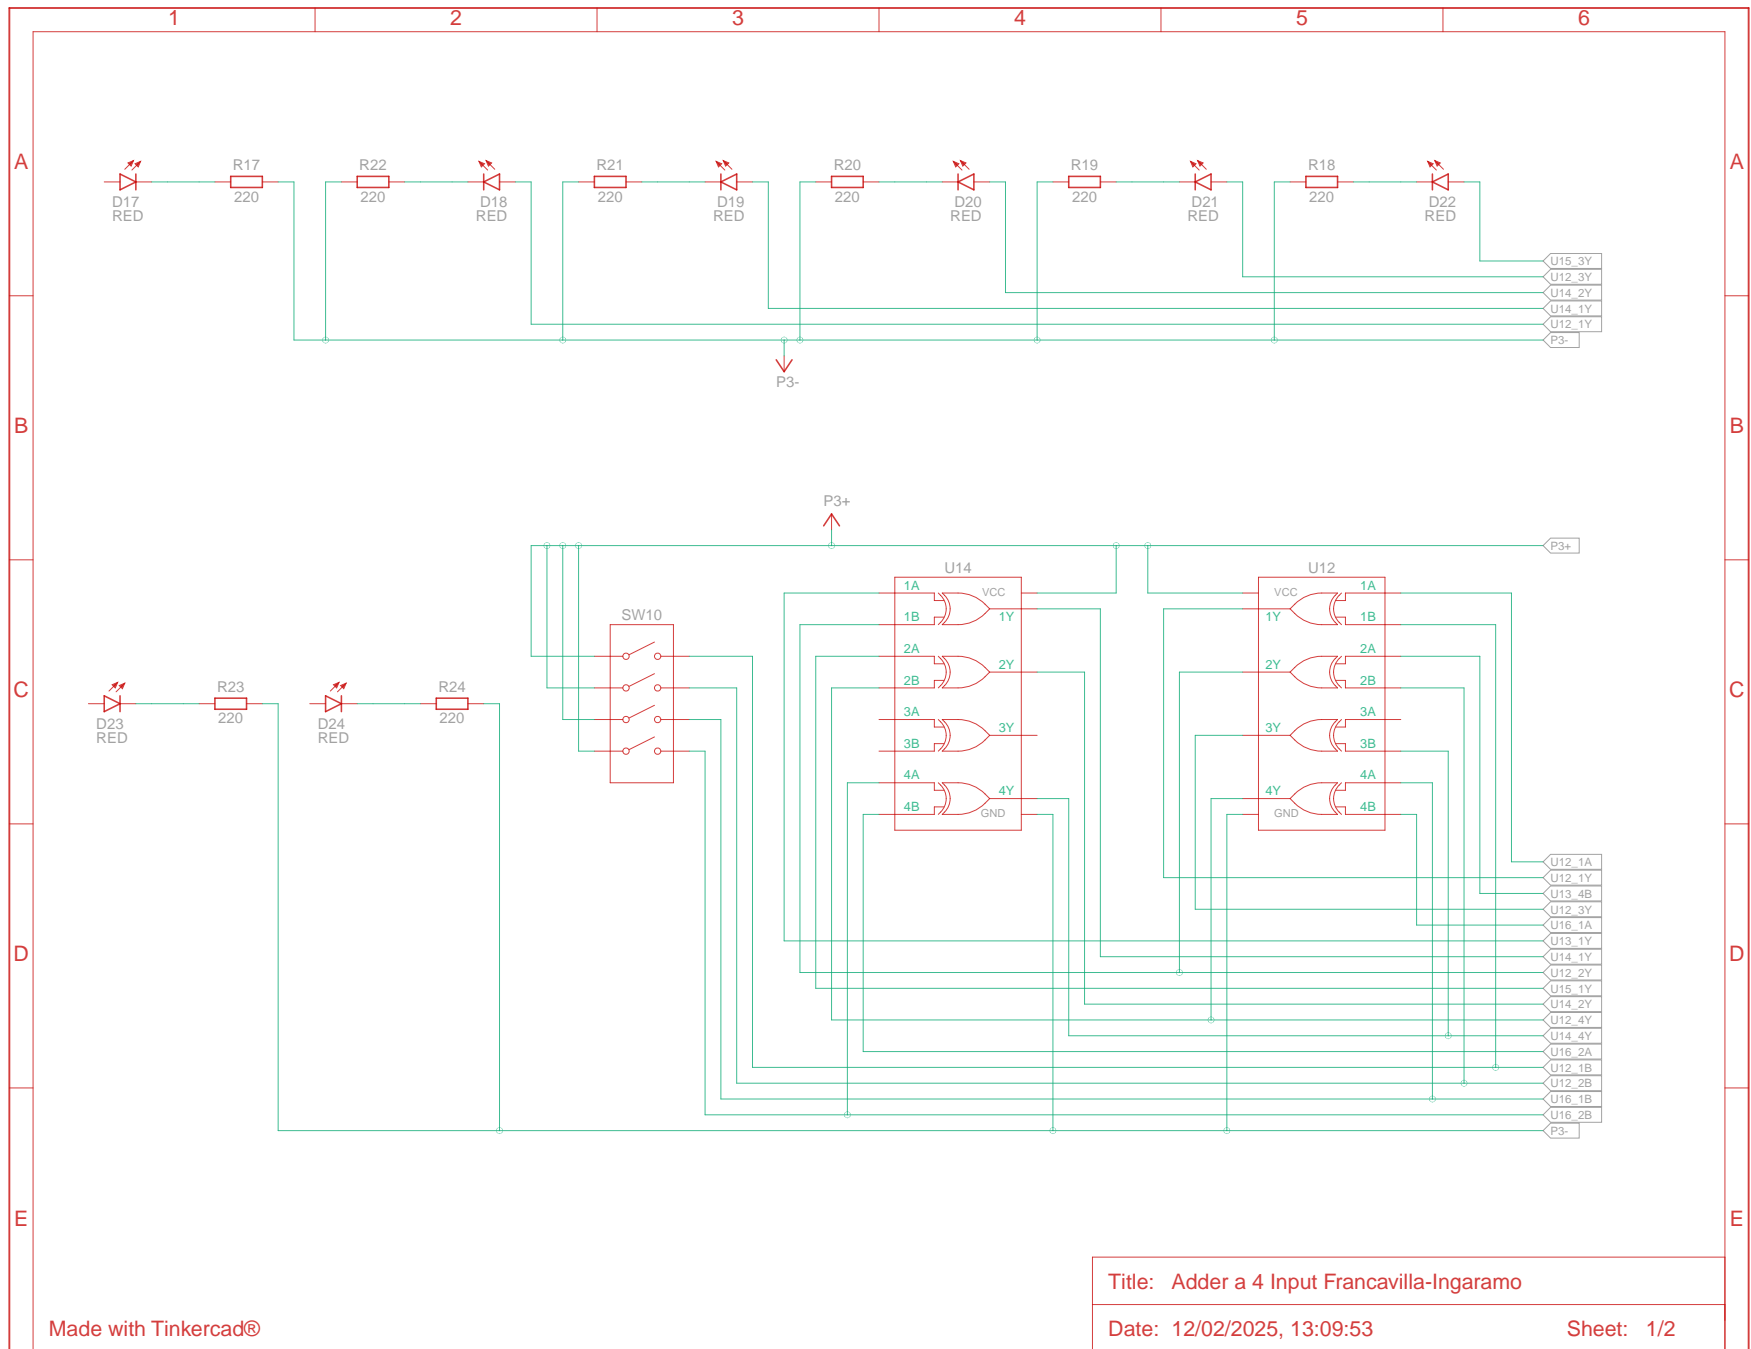 1 2 3 4 5 6
A A
R17 R22 R21 R20 R19 R18
220 220 220 220 220 220
D17 D18 D19 D20 D21 D22
RED RED RED RED RED RED
U15_3Y
U12_3Y
U14_2Y
U14_1Y
U12_1Y
P3-
P3-
B B
P3+
P3+
U14 U12
1A VCC VCC 1A
1B 1Y 1Y 1B
2A 2Y 2Y 2A
2B 2B
3A 3Y 3Y 3A
3B 3B
4A 4Y 4Y 4A
4B GND GND 4B
SW10
C C
R23 R24
220 220
D23 D24
RED RED
U12_1A
U12_1Y
U13_4B
U12_3Y
U16_1A
U13_1Y
U14_1Y
U12_2Y
U15_1Y
U14_2Y
U12_4Y
U14_4Y
U16_2A
U12_1B
U12_2B
U16_1B
U16_2B
P3-
D D
E E
Title: Adder a 4 Input Francavilla-Ingaramo
Made with Tinkercad®
Date: 12/02/2025, 13:09:53 Sheet: 1/2